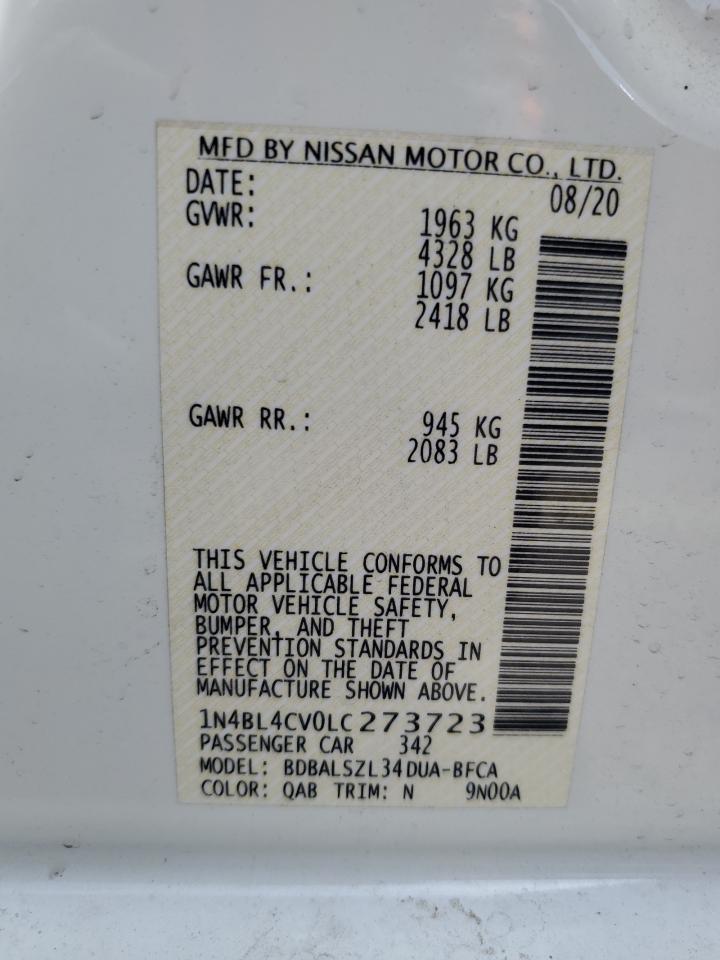 MFD BY NISSAN MOTOR CO., LTD.
DATE: 08/20
GVWR: 1963 KG
4328 LB
GAWR FR.: 1097 KG
2418 LB
GAWR RR.: 945 KG
2083 LB
THIS VEHICLE CONFORMS TO
ALL APPLICABLE FEDERAL
MOTOR VEHICLE SAFETY,
BUMPER, AND THEFT
PREVENTION STANDARDS IN
EFFECT ON THE DATE OF
MANUFACTURE SHOWN ABOVE.
1N4BL4CV0LC273723
PASSENGER CAR 342
MODEL: BDBALSZL34DUA-BFCA
COLOR: QAB TRIM: N 9N00A